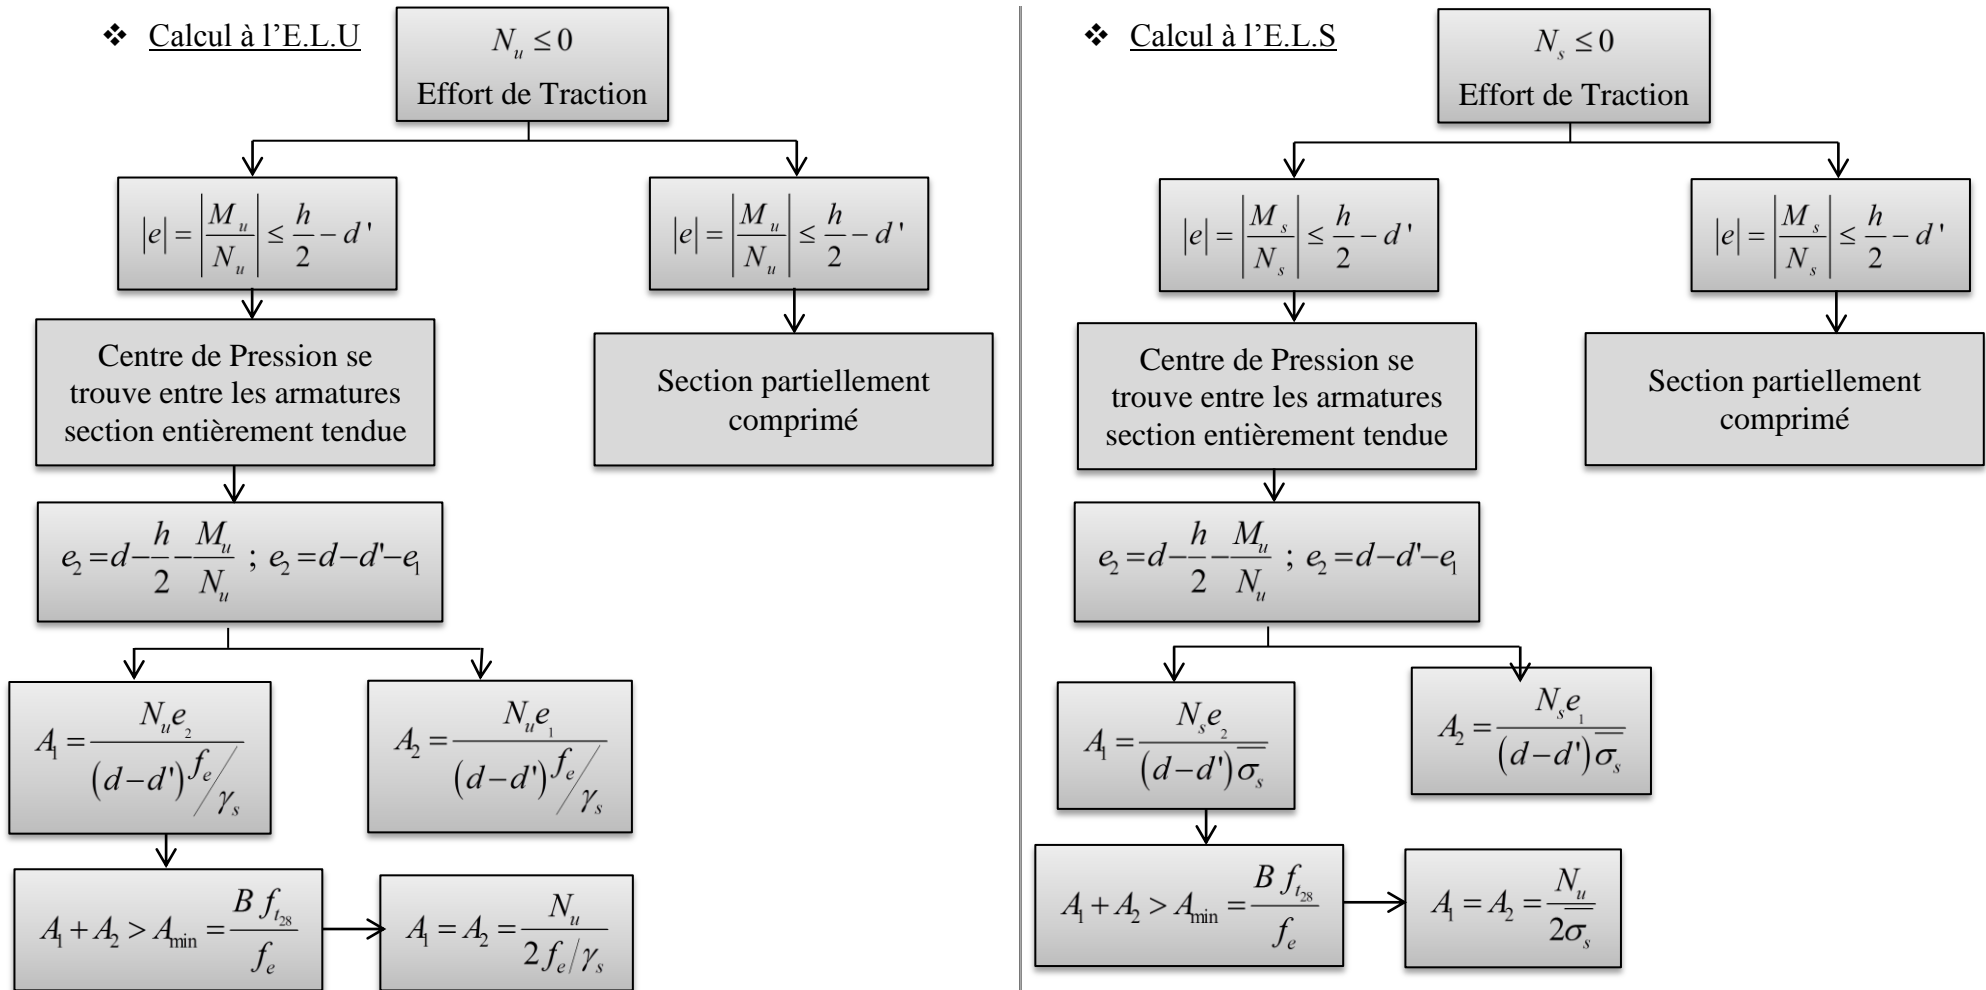 ❖ Calcul à l’E.L.U
N_u ≤ 0
Effort de Traction
|e| = |M_u / N_u| ≤ h/2 − d '
|e| = |M_u / N_u| ≤ h/2 − d '
Centre de Pression se
trouve entre les armatures
section entièrement tendue
Section partiellement
comprimé
e_2 = d − h/2 − M_u/N_u ; e_2 = d − d' − e_1
A_1 = N_u e_2 / ((d − d') f_e/γ_s)
A_2 = N_u e_1 / ((d − d') f_e/γ_s)
A_1 + A_2 > A_min = B f_t28 / f_e
A_1 = A_2 = N_u / (2 f_e/γ_s)
❖ Calcul à l’E.L.S
N_s ≤ 0
Effort de Traction
|e| = |M_s / N_s| ≤ h/2 − d '
|e| = |M_s / N_s| ≤ h/2 − d '
Centre de Pression se
trouve entre les armatures
section entièrement tendue
Section partiellement
comprimé
e_2 = d − h/2 − M_u/N_u ; e_2 = d − d' − e_1
A_1 = N_s e_2 / ((d − d') σ̅_s)
A_2 = N_s e_1 / ((d − d') σ̅_s)
A_1 + A_2 > A_min = B f_t28 / f_e
A_1 = A_2 = N_u / (2 σ̅_s)